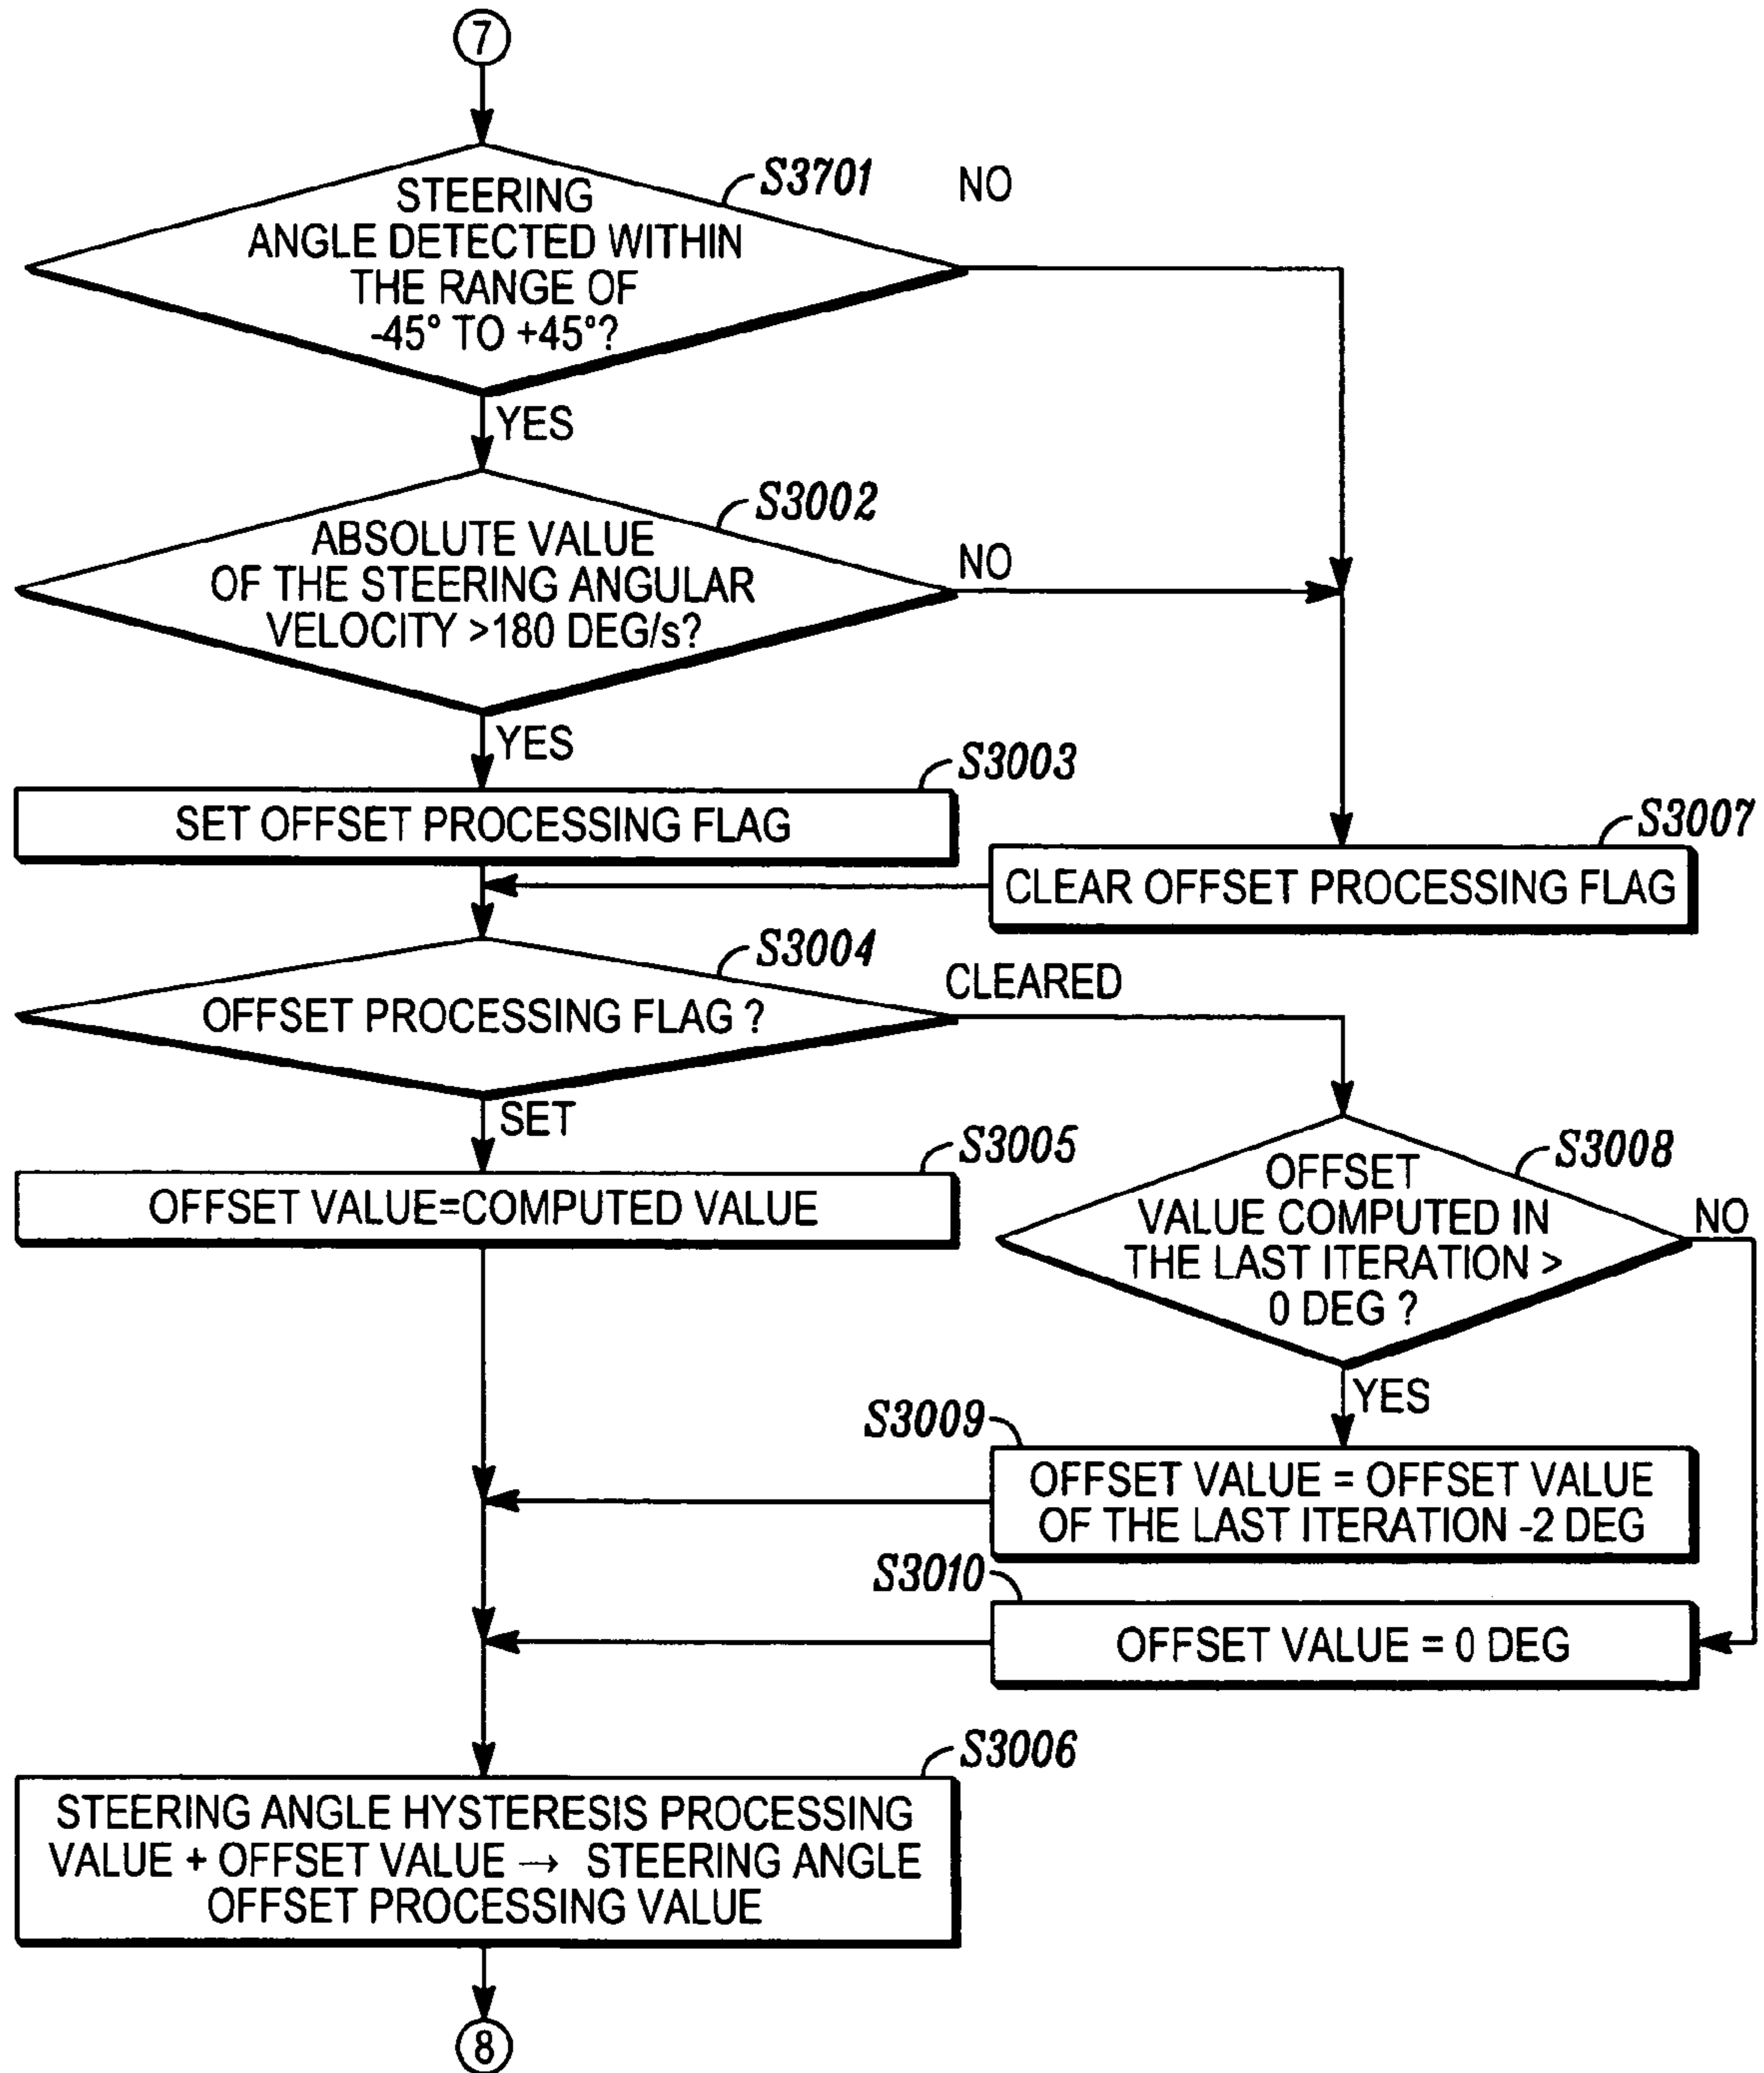 7
S3701
NO
STEERING
ANGLE DETECTED WITHIN
THE RANGE OF
-45° TO +45°?
YES
S3002
ABSOLUTE VALUE
OF THE STEERING ANGULAR
VELOCITY >180 DEG/s?
NO
YES
S3003
SET OFFSET PROCESSING FLAG
S3007
CLEAR OFFSET PROCESSING FLAG
S3004
CLEARED
OFFSET PROCESSING FLAG ?
SET
S3005
OFFSET VALUE=COMPUTED VALUE
S3008
OFFSET
VALUE COMPUTED IN
THE LAST ITERATION >
0 DEG ?
NO
YES
S3009
OFFSET VALUE = OFFSET VALUE
OF THE LAST ITERATION -2 DEG
S3010
OFFSET VALUE = 0 DEG
S3006
STEERING ANGLE HYSTERESIS PROCESSING
VALUE + OFFSET VALUE → STEERING ANGLE
OFFSET PROCESSING VALUE
8